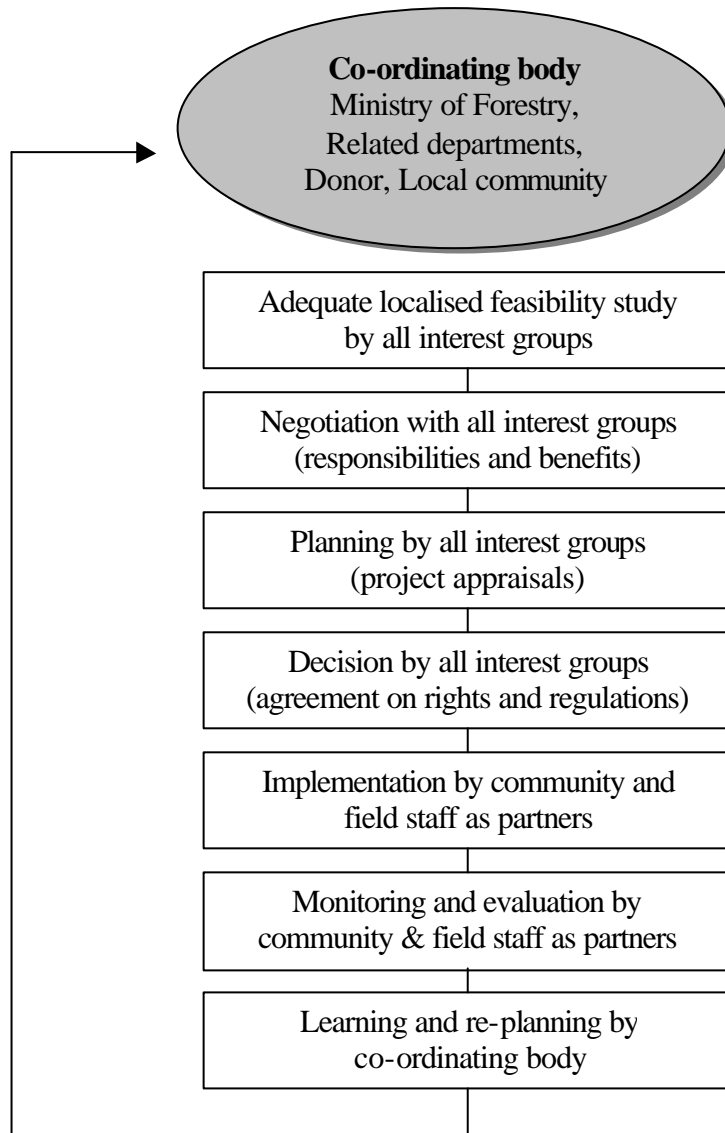 Co-ordinating body
Ministry of Forestry,
Related departments,
Donor, Local community
Adequate localised feasibility study
by all interest groups
Negotiation with all interest groups
(responsibilities and benefits)
Planning by all interest groups
(project appraisals)
Decision by all interest groups
(agreement on rights and regulations)
Implementation by community and
field staff as partners
Monitoring and evaluation by
community & field staff as partners
Learning and re-planning by
co-ordinating body